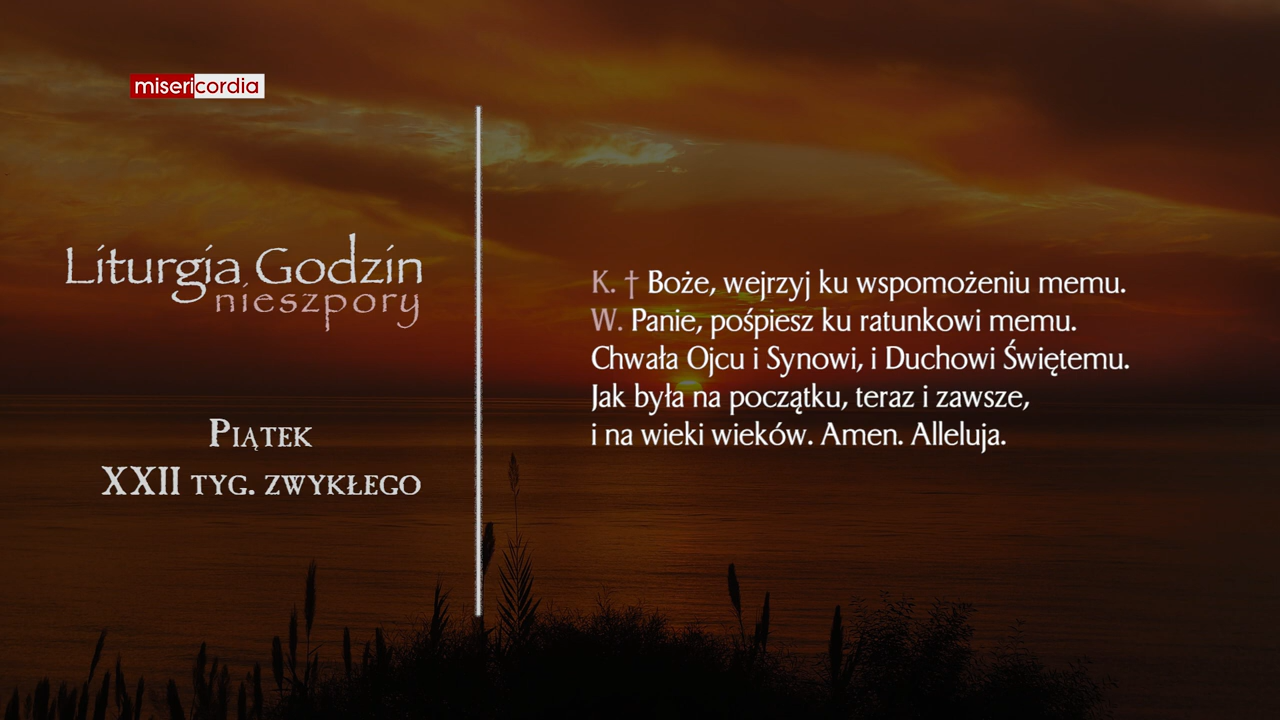 misericordia
Liturgia Godzin
nieszpory
Piątek
XXII tyg. zwykłego
K. † Boże, wejrzyj ku wspomożeniu memu.
W. Panie, pośpiesz ku ratunkowi memu.
Chwała Ojcu i Synowi, i Duchowi Świętemu.
Jak była na początku, teraz i zawsze,
i na wieki wieków. Amen. Alleluja.